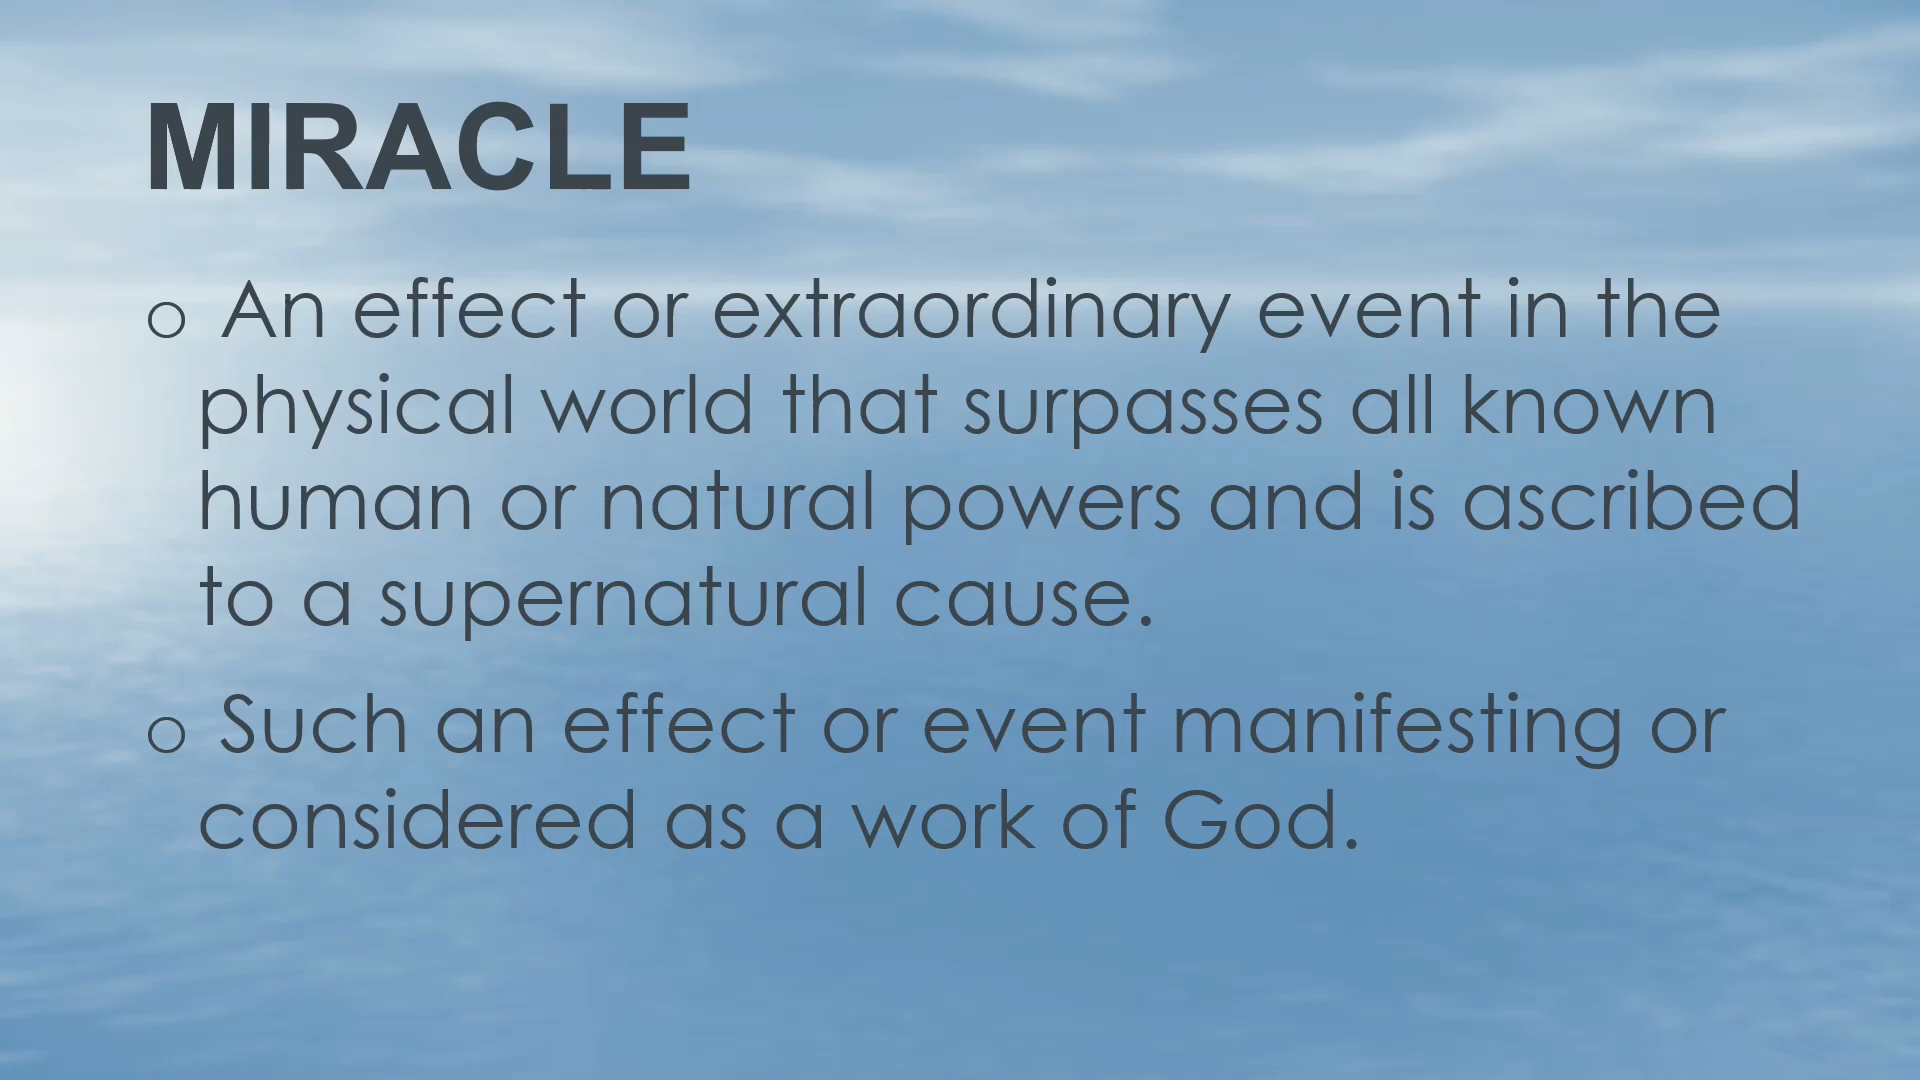 MIRACLE
o An effect or extraordinary event in the
physical world that surpasses all known
human or natural powers and is ascribed
to a supernatural cause.
o Such an effect or event manifesting or
considered as a work of God.